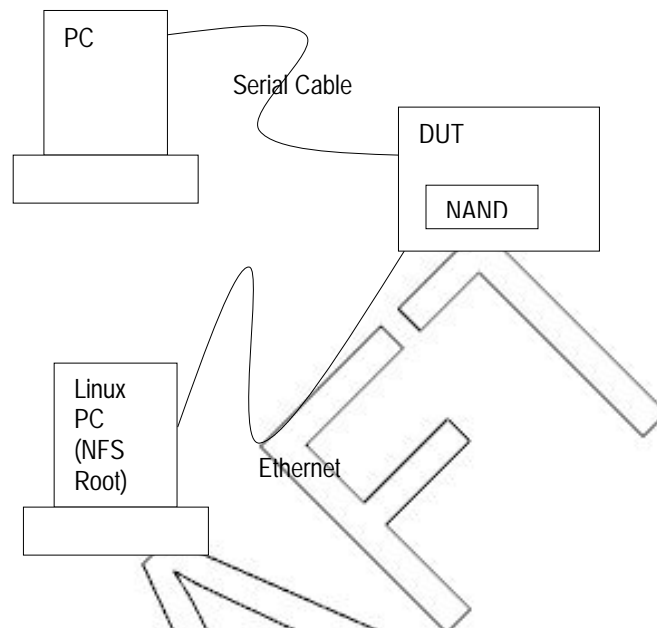 PC
Serial Cable
DUT
NAND
Linux
PC
(NFS
Root)
Ethernet